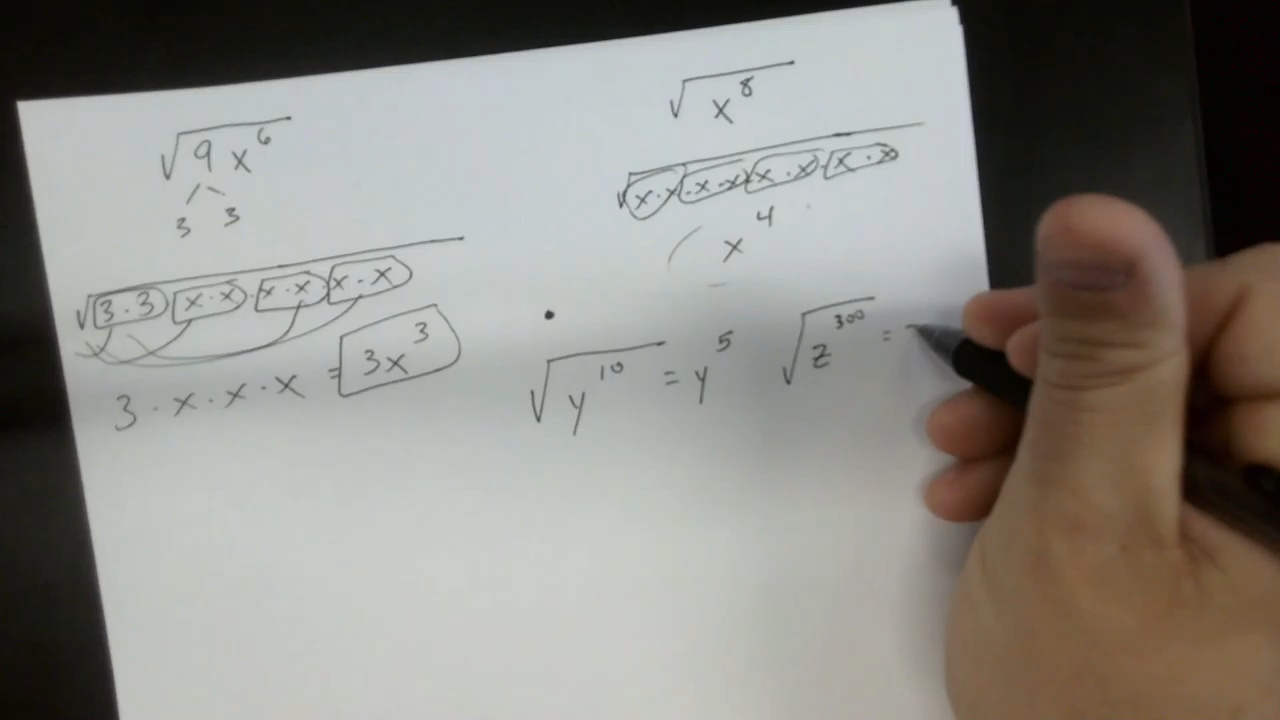 √9x⁶
3 3
√3·3·x·x·x·x·x·x
3·x·x·x = 3x³
√x⁸
√x·x·x·x·x·x·x·x
x⁴
√y¹⁰ = y⁵
√z³⁰⁰ =